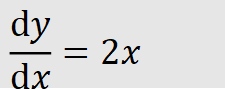 dy/dx = 2x